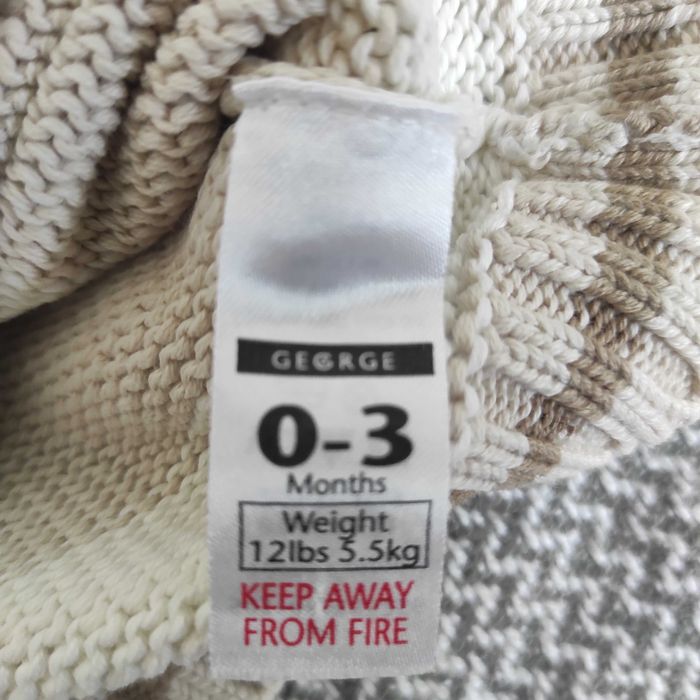 GEORGE
0-3
Months
Weight
12lbs 5.5kg
KEEP AWAY
FROM FIRE